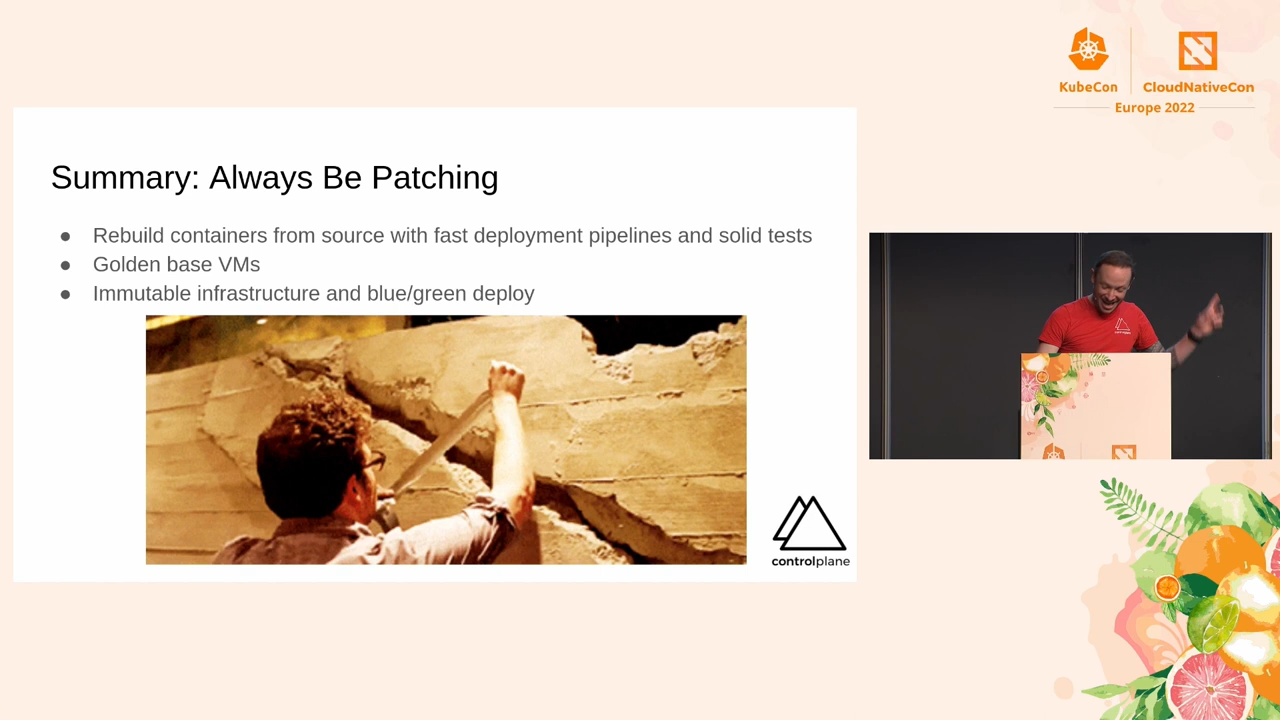 KubeCon
CloudNativeCon
Europe 2022
Summary: Always Be Patching
● Rebuild containers from source with fast deployment pipelines and solid tests
● Golden base VMs
● Immutable infrastructure and blue/green deploy
controlplane